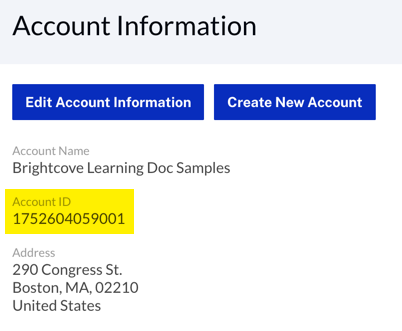 Account Information
Edit Account Information
Create New Account
Account Name
Brightcove Learning Doc Samples
Account ID
1752604059001
Address
290 Congress St.
Boston, MA, 02210
United States